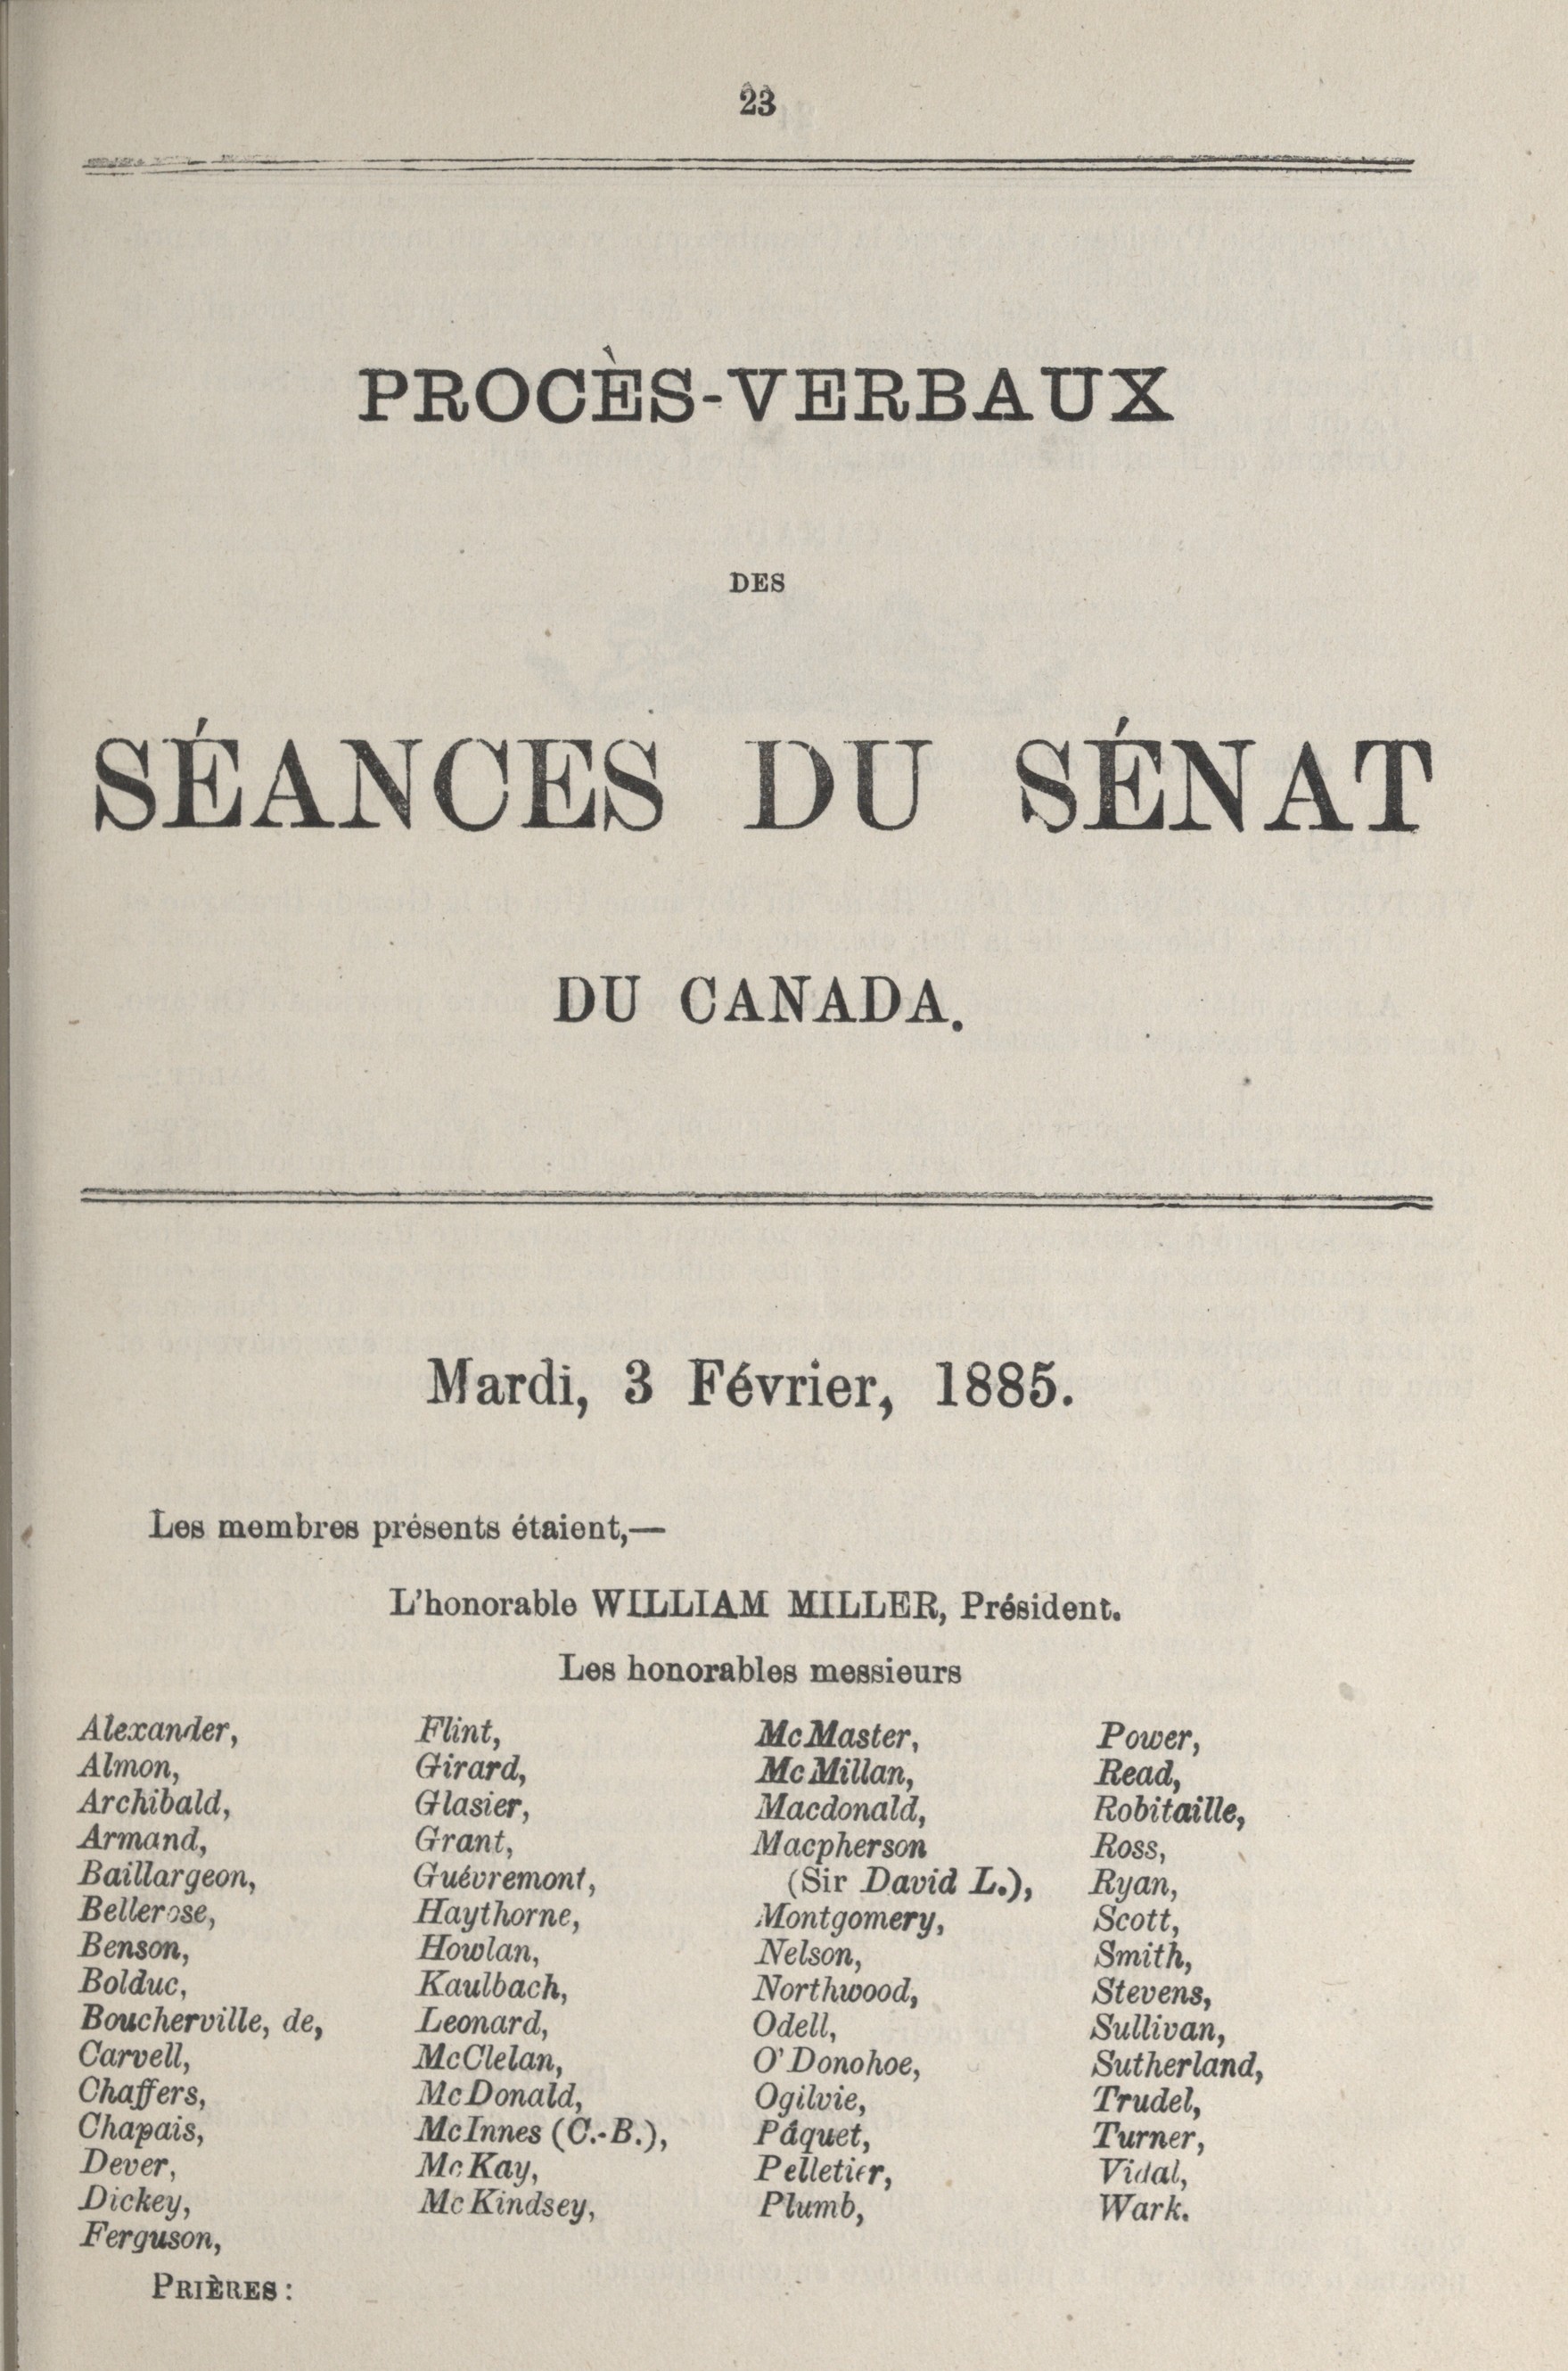 23
PROCÈS-VERBAUX
DES
SÉANCES DU SÉNAT
DU CANADA.
Mardi, 3 Février, 1885.
Les membres présents étaient,—
L'honorable WILLIAM MILLER, Président.
Les honorables messieurs
Alexander,
Almon,
Archibald,
Armand,
Baillargeon,
Bellerose,
Benson,
Bolduc,
Boucherville, de,
Carvell,
Chaffers,
Chapais,
Dever,
Dickey,
Ferguson,
Flint,
Girard,
Glasier,
Grant,
Guévremont,
Haythorne,
Howlan,
Kaulbach,
Leonard,
McClelan,
McDonald,
McInnes (C.-B.),
McKay,
McKindsey,
McMaster,
McMillan,
Macdonald,
Macpherson
(Sir David L.),
Montgomery,
Nelson,
Northwood,
Odell,
O'Donohoe,
Ogilvie,
Pâquet,
Pelletier,
Plumb,
Power,
Read,
Robitaille,
Ross,
Ryan,
Scott,
Smith,
Stevens,
Sullivan,
Sutherland,
Trudel,
Turner,
Vidal,
Wark.
PRIÈRES: